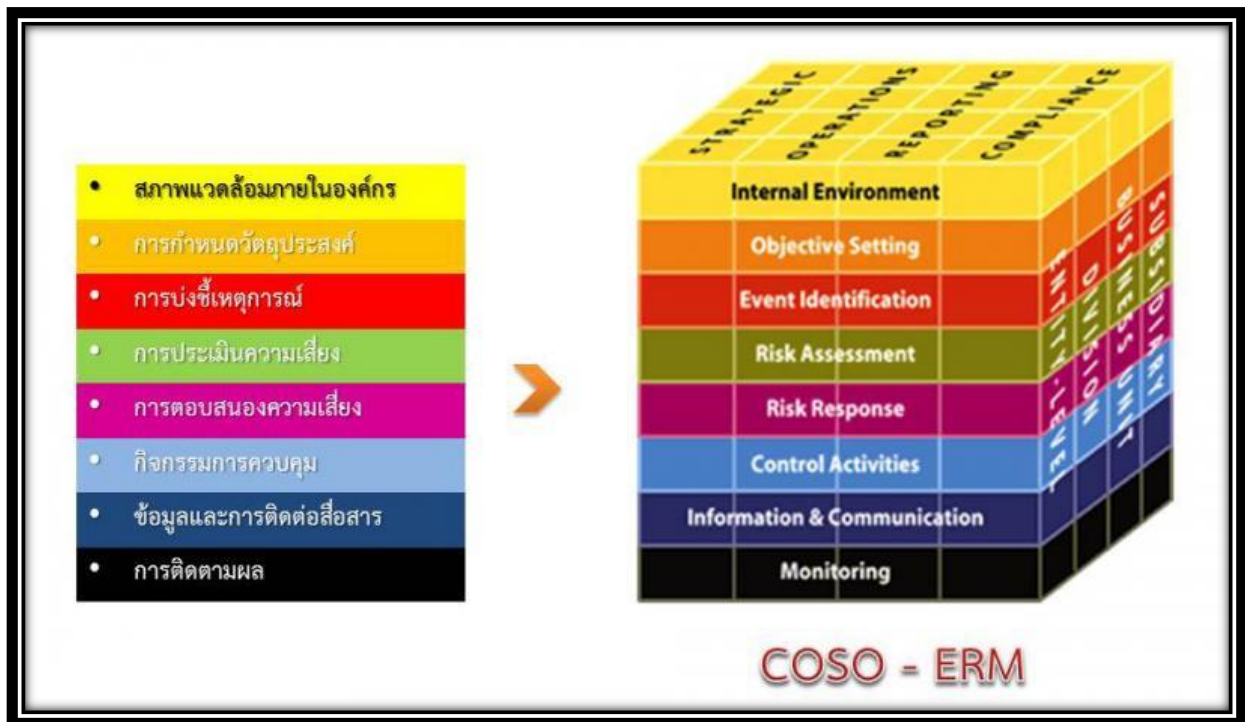 • สภาพแวดล้อมภายในองค์กร
• การกำหนดวัตถุประสงค์
• การบ่งชี้เหตุการณ์
• การประเมินความเสี่ยง
• การตอบสนองความเสี่ยง
• กิจกรรมการควบคุม
• ข้อมูลและการติดต่อสื่อสาร
• การติดตามผล
STRATEGIC
OPERATIONS
REPORTING
COMPLIANCE
Internal Environment
Objective Setting
Event Identification
Risk Assessment
Risk Response
Control Activities
Information & Communication
Monitoring
ENTITY-LEVEL
DIVISION
BUSINESS UNIT
SUBSIDIARY
COSO - ERM